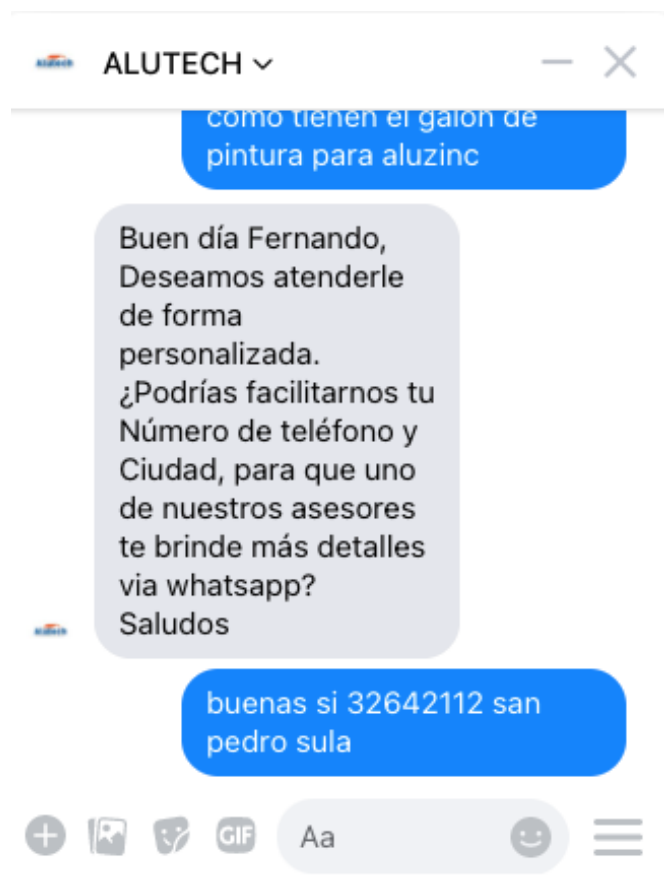 ALUTECH
como tienen el galon de
pintura para aluzinc
Buen día Fernando,
Deseamos atenderle
de forma
personalizada.
¿Podrías facilitarnos tu
Número de teléfono y
Ciudad, para que uno
de nuestros asesores
te brinde más detalles
via whatsapp?
Saludos
Alutech
buenas si 32642112 san
pedro sula
GIF
Aa